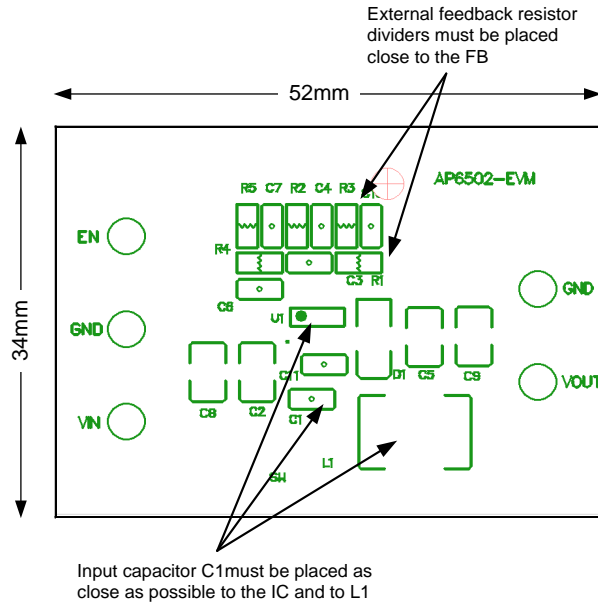 External feedback resistor
dividers must be placed
close to the FB
52mm
34mm
AP6502-EVM
R5 C7 R2 C4 R3
EN
R4
C3 R1
GND
C6
U1
GND
C11
D1 C5 C9
VOUT
C8 C2
C1
VIN
L1
SW
Input capacitor C1must be placed as
close as possible to the IC and to L1